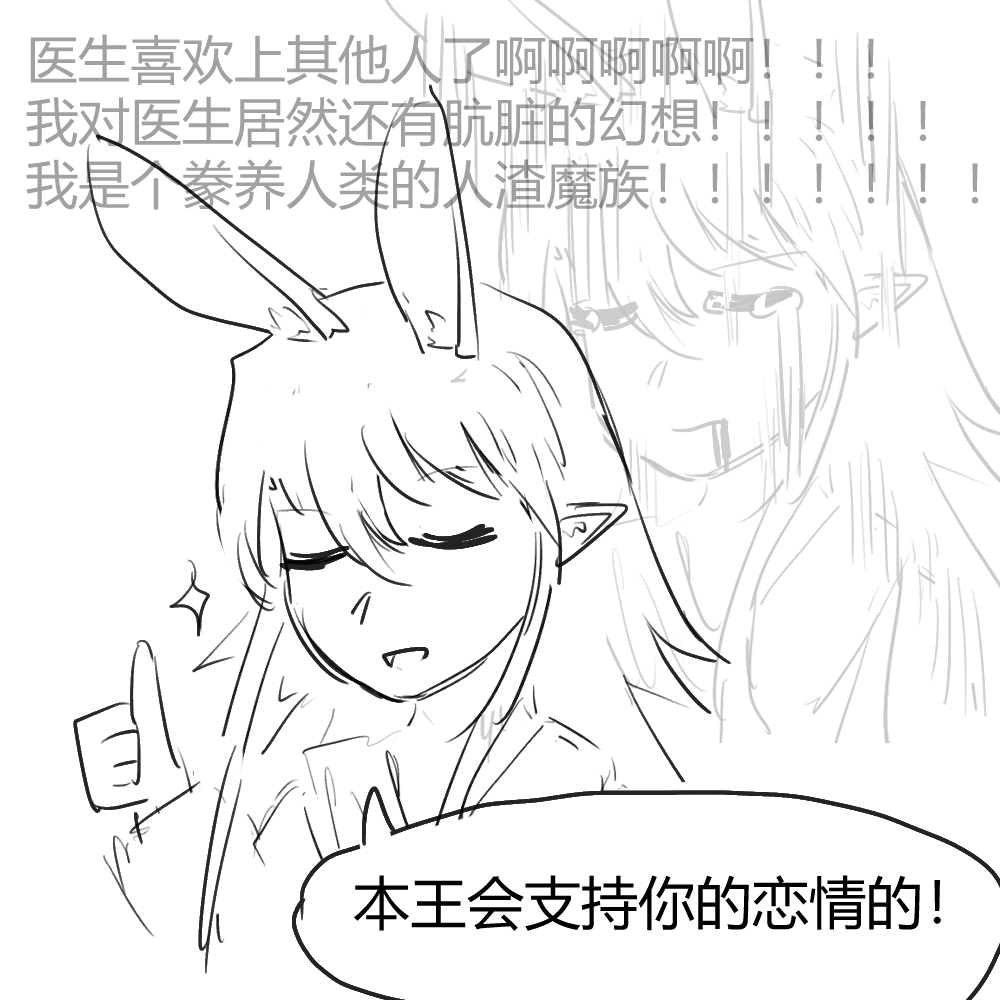 医生喜欢上其他人了啊啊啊啊啊！！！
我对医生居然还有肮脏的幻想！！！！！
我是个豢养人类的人渣魔族！！！！！！！
本王会支持你的恋情的！